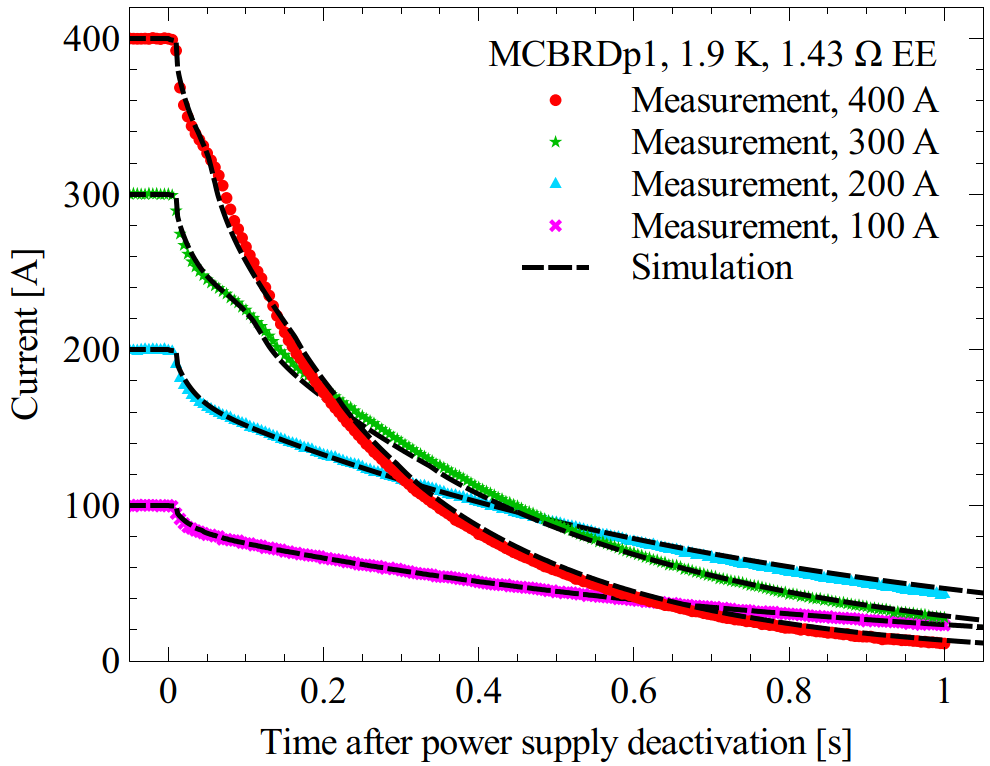 MCBRDp1, 1.9 K, 1.43 Ω EE
Measurement, 400 A
Measurement, 300 A
Measurement, 200 A
Measurement, 100 A
Simulation
Current [A]
400
300
200
100
0
0 0.2 0.4 0.6 0.8 1
Time after power supply deactivation [s]